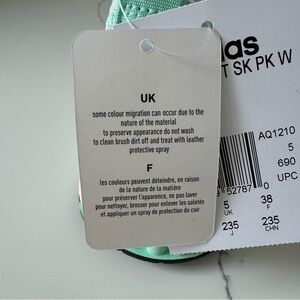 UK
some colour migration can occur due to the
nature of the material
to preserve appearance do not wash
to clean brush dirt off and treat with leather
protective spray
F
les couleurs peuvent déteindre, en raison
de la nature de la matière
pour préserver l'apparence, ne pas laver
pour nettoyer, brosser pour enlever les saletés
et appliquer un spray de protection du cuir
das
T SK PK W
AQ1210
5
690
UPC
52787 0
5 38
UK F
235 235
J CHN